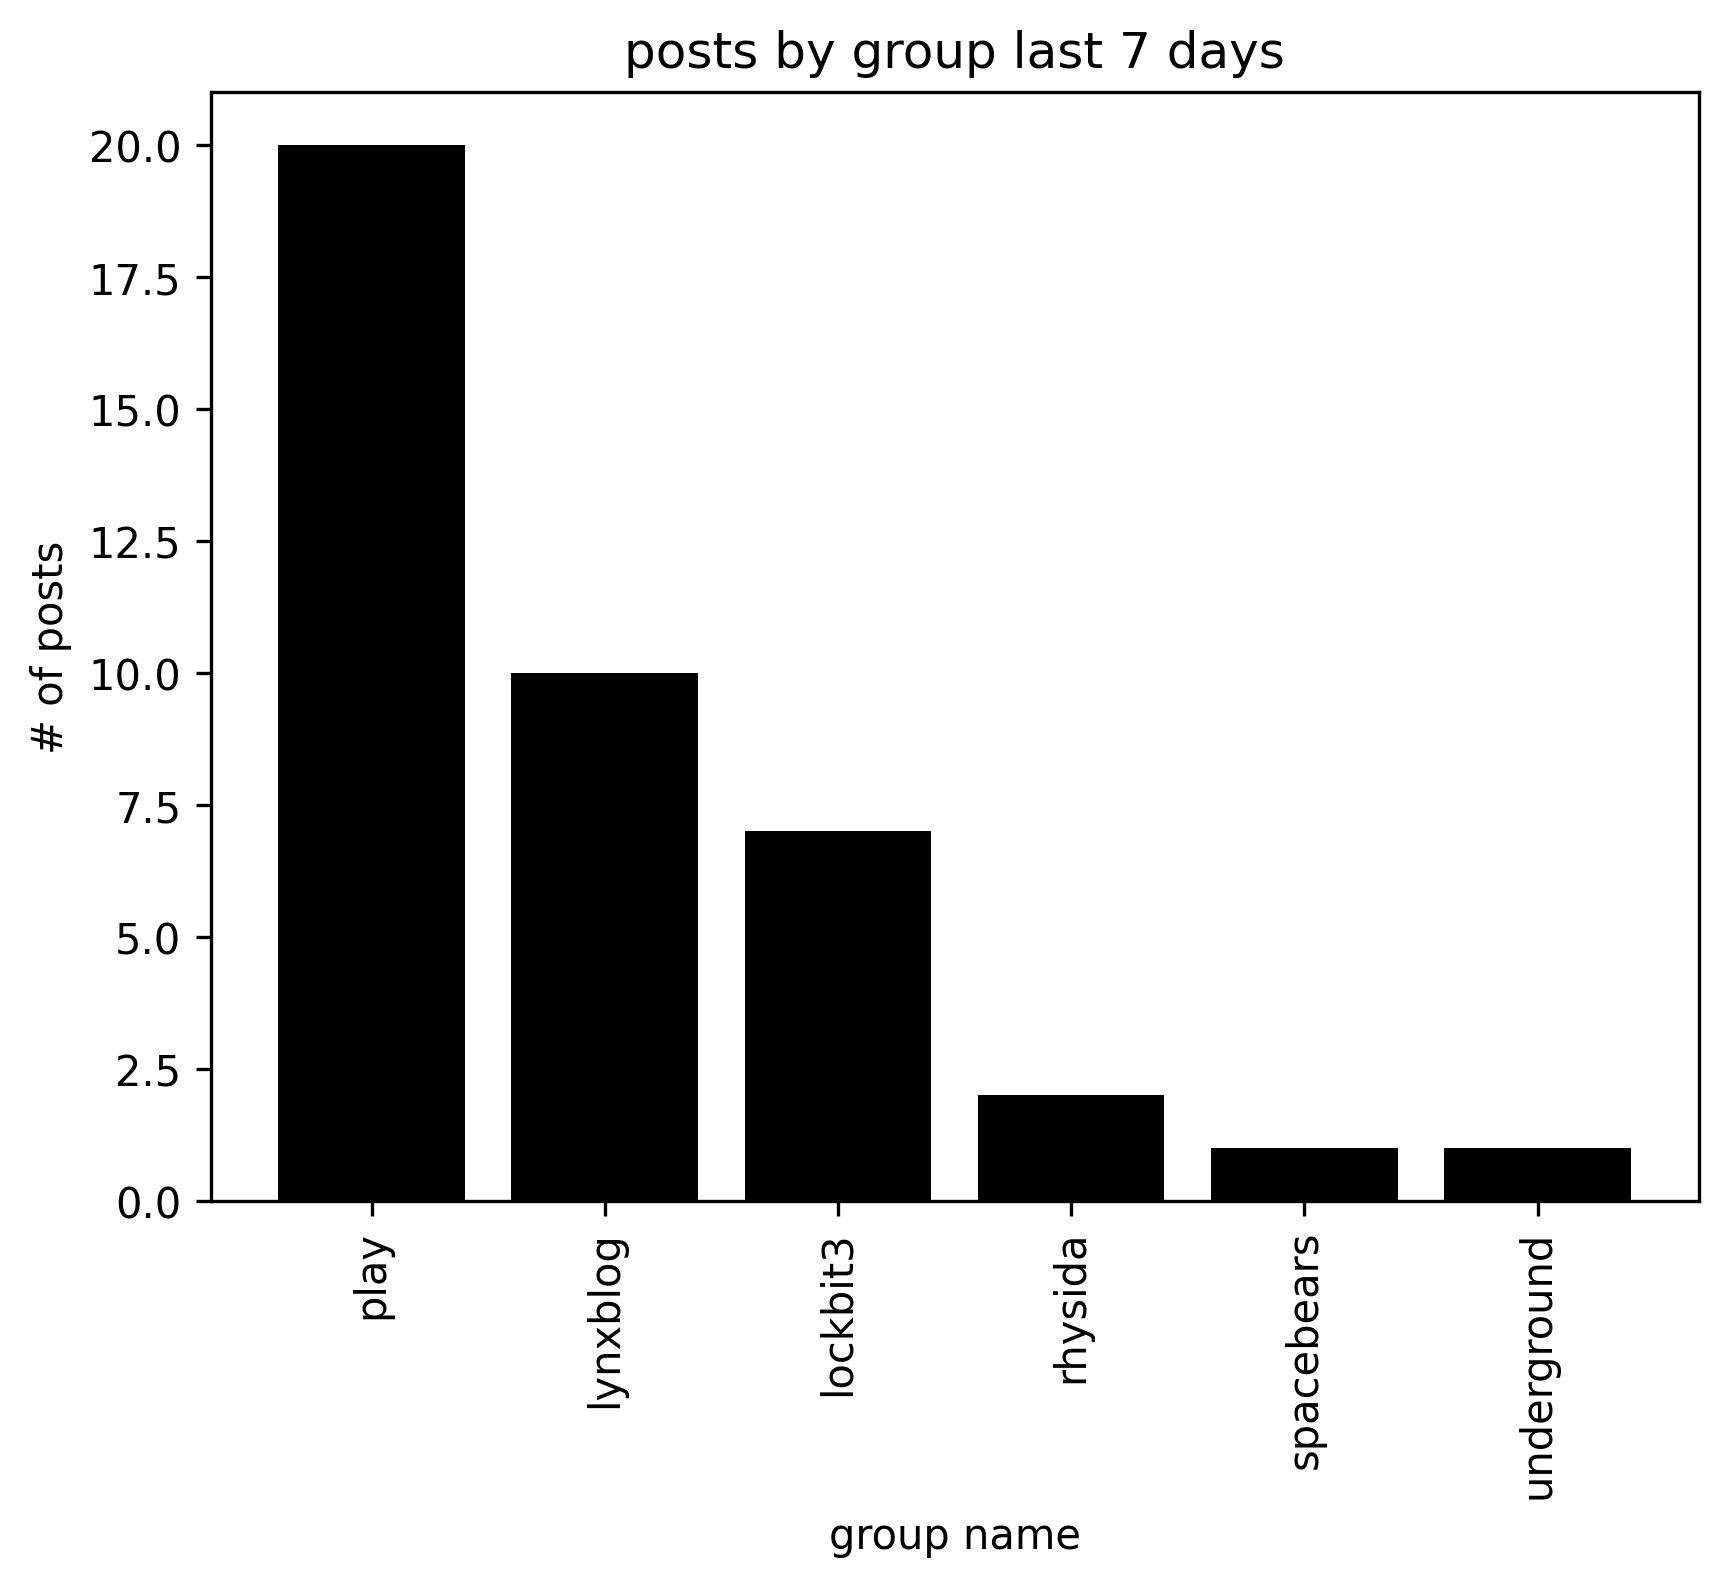 posts by group last 7 days
# of posts
20.0
17.5
15.0
12.5
10.0
7.5
5.0
2.5
0.0
play
lynxblog
lockbit3
rhysida
spacebears
underground
group name